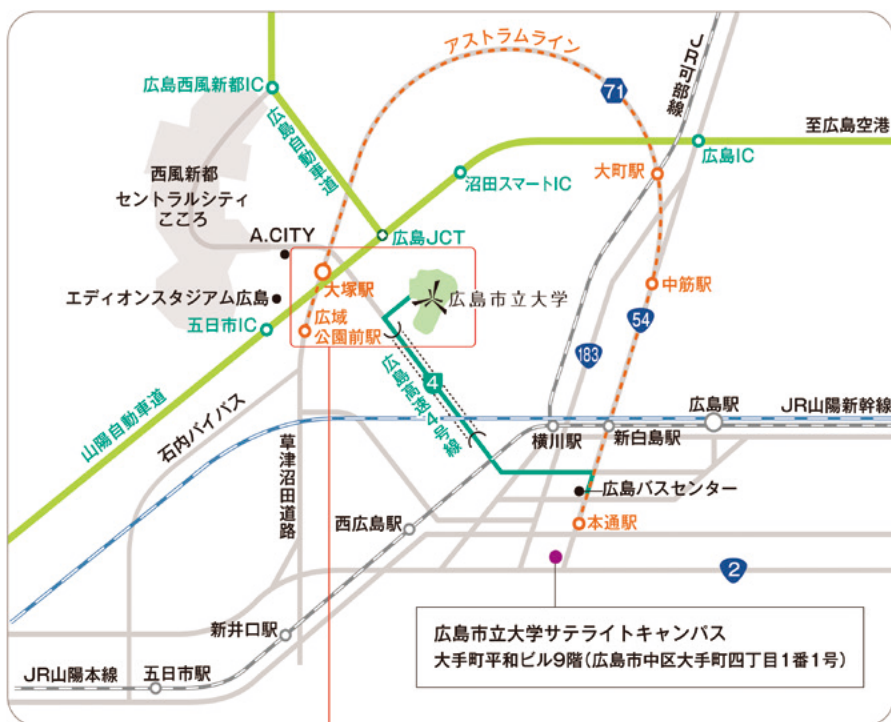 アストラムライン
71
JR可部線
広島西風新都IC
広島自動車道
至広島空港
広島IC
西風新都
セントラルシティ
こころ
沼田スマートIC
大町駅
A.CITY
広島JCT
大塚駅
エディオンスタジアム広島
広島市立大学
中筋駅
五日市IC
広域
公園前駅
54
183
4
広島高速4号線
山陽自動車道
石内バイパス
草津沼田道路
広島駅
JR山陽新幹線
横川駅
新白島駅
広島バスセンター
西広島駅
本通駅
2
新井口駅
広島市立大学サテライトキャンパス
大手町平和ビル9階(広島市中区大手町四丁目1番1号)
JR山陽本線
五日市駅